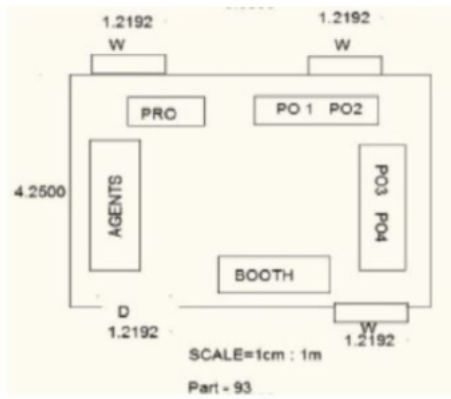 1.2192 1.2192
W W
PRO PO 1 PO2
4.2500
AGENTS
PO3 PO4
BOOTH
D
1.2192
W
1.2192
SCALE=1cm : 1m
Part - 93